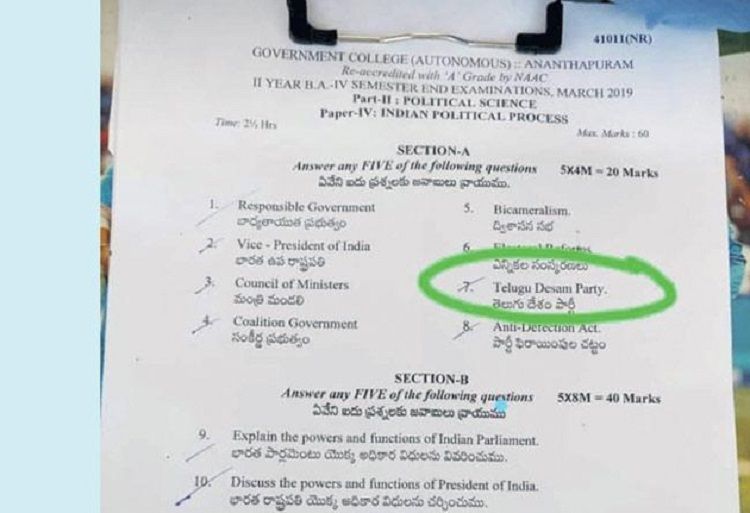 41011(NR)
GOVERNMENT COLLEGE (AUTONOMOUS) :: ANANTHAPURAM
Re-accredited with 'A' Grade by NAAC
II YEAR B.A.-IV SEMESTER END EXAMINATIONS, MARCH 2019
Part-II : POLITICAL SCIENCE
Paper-IV: INDIAN POLITICAL PROCESS
Time: 2½ Hrs Max. Marks : 60
SECTION-A
Answer any FIVE of the following questions 5X4M = 20 Marks
ఏవేని ఐదు ప్రశ్నలకు జవాబులు వ్రాయుము.
1. Responsible Government
బాధ్యతాయుత ప్రభుత్వం
2. Vice - President of India
భారత ఉప రాష్ట్రపతి
3. Council of Ministers
మంత్రి మండలి
4. Coalition Government
సంకీర్ణ ప్రభుత్వం
5. Bicameralism.
ద్విశాసన సభ
6. Electoral Reforms
ఎన్నికల సంస్కరణలు
7. Telugu Desam Party.
తెలుగు దేశం పార్టీ
8. Anti-Defection Act.
పార్టీ ఫిరాయింపుల చట్టం
SECTION-B
Answer any FIVE of the following questions 5X8M = 40 Marks
ఏవేని ఐదు ప్రశ్నలకు జవాబులు వ్రాయుము
9. Explain the powers and functions of Indian Parliament.
భారత పార్లమెంటు యొక్క అధికార విధులను వివరించుము.
10. Discuss the powers and functions of President of India.
భారత రాష్ట్రపతి యొక్క అధికార విధులను చర్చించుము.